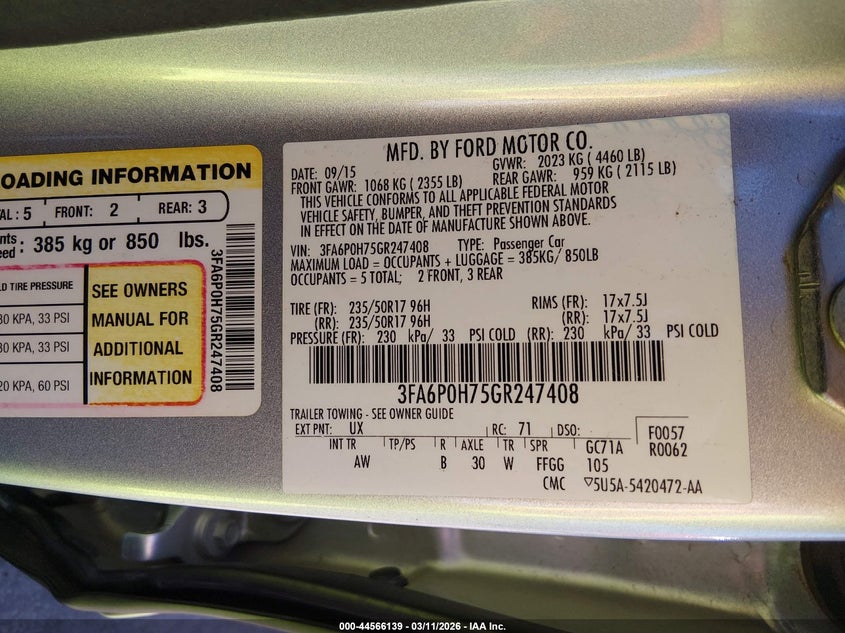 OADING INFORMATION
AL : 5 FRONT: 2 REAR: 3
385 kg or 850 lbs.
TIRE PRESSURE
KPA, 33 PSI
KPA, 33 PSI
KPA, 60 PSI
SEE OWNERS
MANUAL FOR
ADDITIONAL
INFORMATION
3FA6P0H75GR247408
MFD. BY FORD MOTOR CO.
DATE: 09/15 GVWR: 2023 KG ( 4460 LB)
FRONT GAWR: 1068 KG ( 2355 LB) REAR GAWR: 959 KG ( 2115 LB)
THIS VEHICLE CONFORMS TO ALL APPLICABLE FEDERAL MOTOR
VEHICLE SAFETY, BUMPER, AND THEFT PREVENTION STANDARDS
IN EFFECT ON THE DATE OF MANUFACTURE SHOWN ABOVE.
VIN: 3FA6P0H75GR247408 TYPE: Passenger Car
MAXIMUM LOAD = OCCUPANTS + LUGGAGE = 385KG/ 850LB
OCCUPANTS = 5 TOTAL; 2 FRONT, 3 REAR
TIRE (FR): 235/50R17 96H RIMS (FR): 17x7.5J
(RR): 235/50R17 96H (RR): 17x7.5J
PRESSURE (FR): 230 kPa/ 33 PSI COLD (RR): 230 kPa/ 33 PSI COLD
3FA6P0H75GR247408
TRAILER TOWING - SEE OWNER GUIDE
EXT PNT: UX RC: 71 DSO: F0057
INT TR TP/PS R AXLE TR SPR GC71A R0062
AW B 30 W FFGG 105
CMC ▽5U5A-5420472-AA
000-44566139 - 03/11/2026 - IAA Inc.